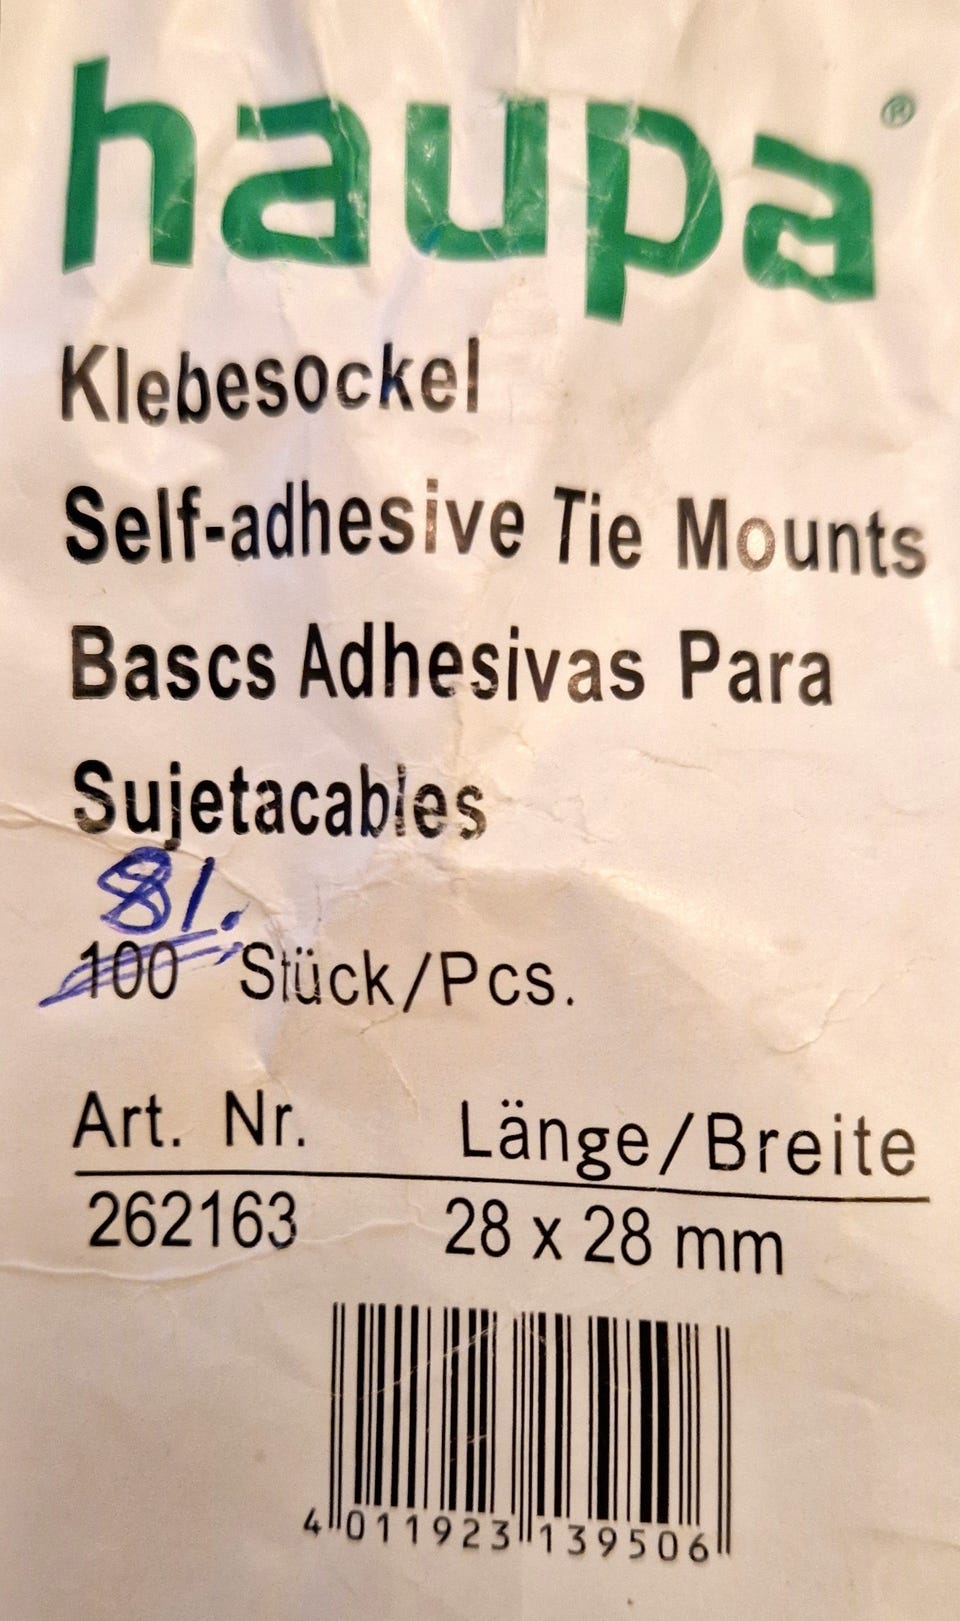 haupa®
Klebesockel
Self-adhesive Tie Mounts
Bascs Adhesivas Para
Sujetacables
81.
100 Stück/Pcs.
Art. Nr. Länge/Breite
262163 28 x 28 mm
4 011923 139506